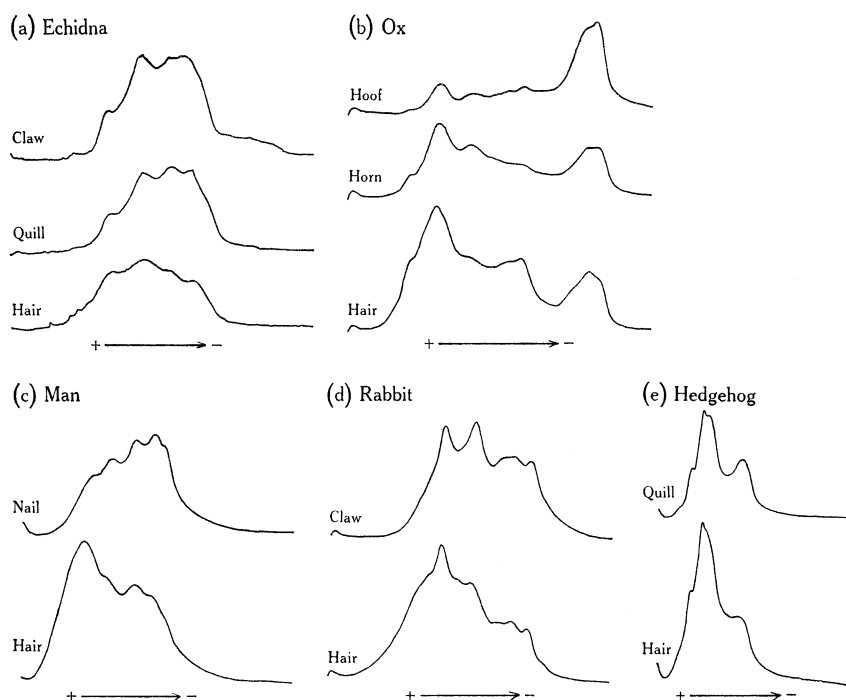 (a) Echidna
Claw
Quill
Hair
+ ⟶ −
(b) Ox
Hoof
Horn
Hair
+ ⟶ −
(c) Man
Nail
Hair
+ ⟶ −
(d) Rabbit
Claw
Hair
+ ⟶ −
(e) Hedgehog
Quill
Hair
+ ⟶ −